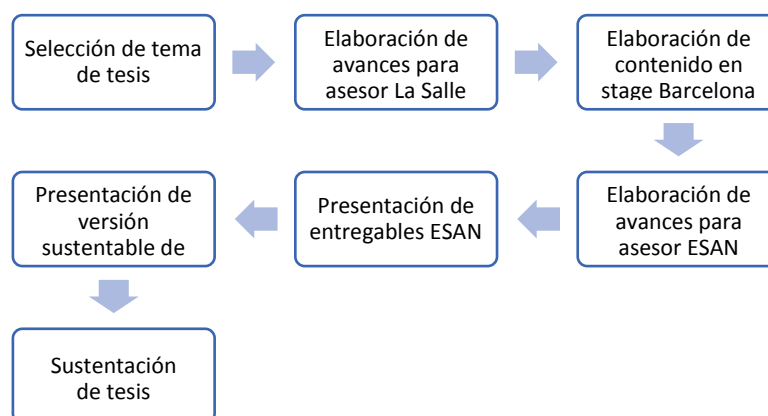 Selección de tema
de tesis
Elaboración de
avances para
asesor La Salle
Elaboración de
contenido en
stage Barcelona
Elaboración de
avances para
asesor ESAN
Presentación de
entregables ESAN
Presentación de
versión
sustentable de
Sustentación
de tesis